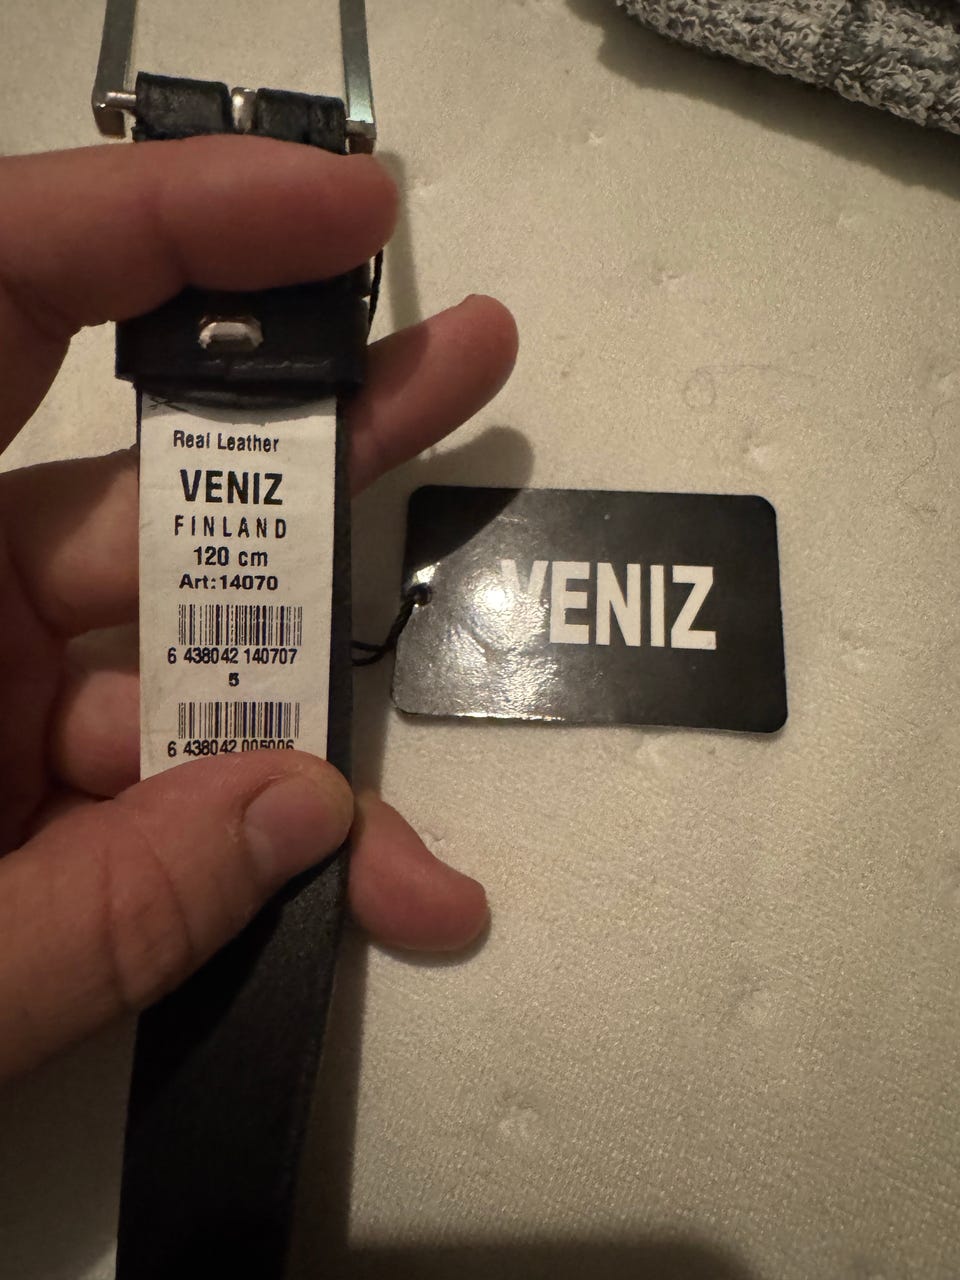 Real Leather
VENIZ
FINLAND
120 cm
Art:14070
6 438042 140707
5
6 438042 005006
VENIZ